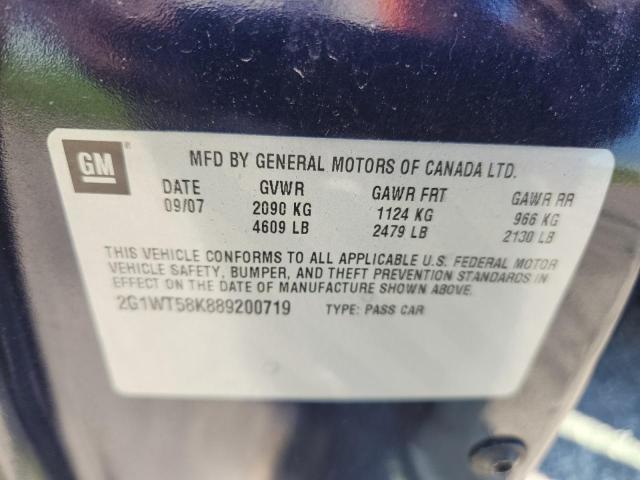 GM
MFD BY GENERAL MOTORS OF CANADA LTD.
DATE GVWR GAWR FRT GAWR RR
09/07 2090 KG 1124 KG 966 KG
4609 LB 2479 LB 2130 LB
THIS VEHICLE CONFORMS TO ALL APPLICABLE U.S. FEDERAL MOTOR
VEHICLE SAFETY, BUMPER, AND THEFT PREVENTION STANDARDS IN
EFFECT ON THE DATE OF MANUFACTURE SHOWN ABOVE.
2G1WT58K889200719 TYPE: PASS CAR